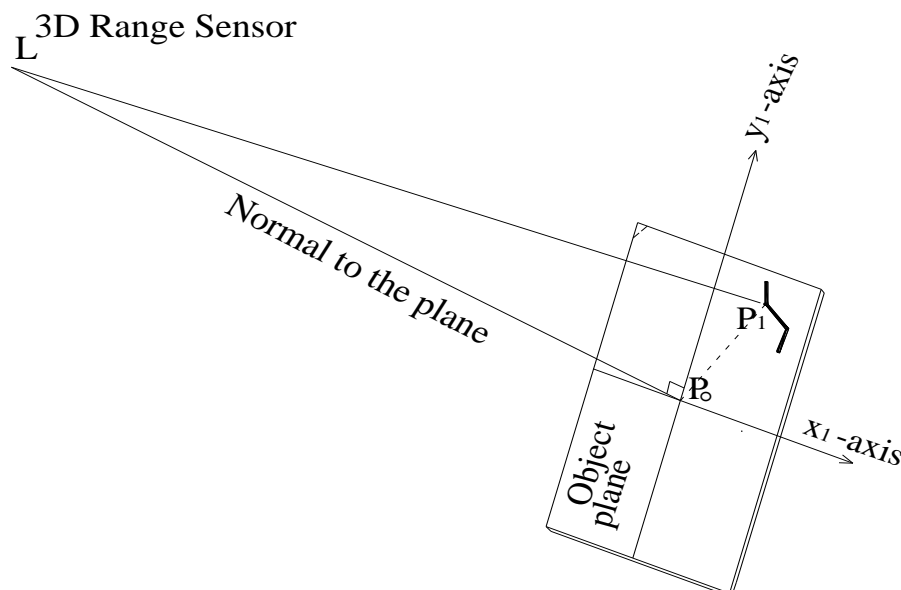 3D Range Sensor
L
y1-axis
Normal to the plane
P1
Po
x1-axis
Object
plane